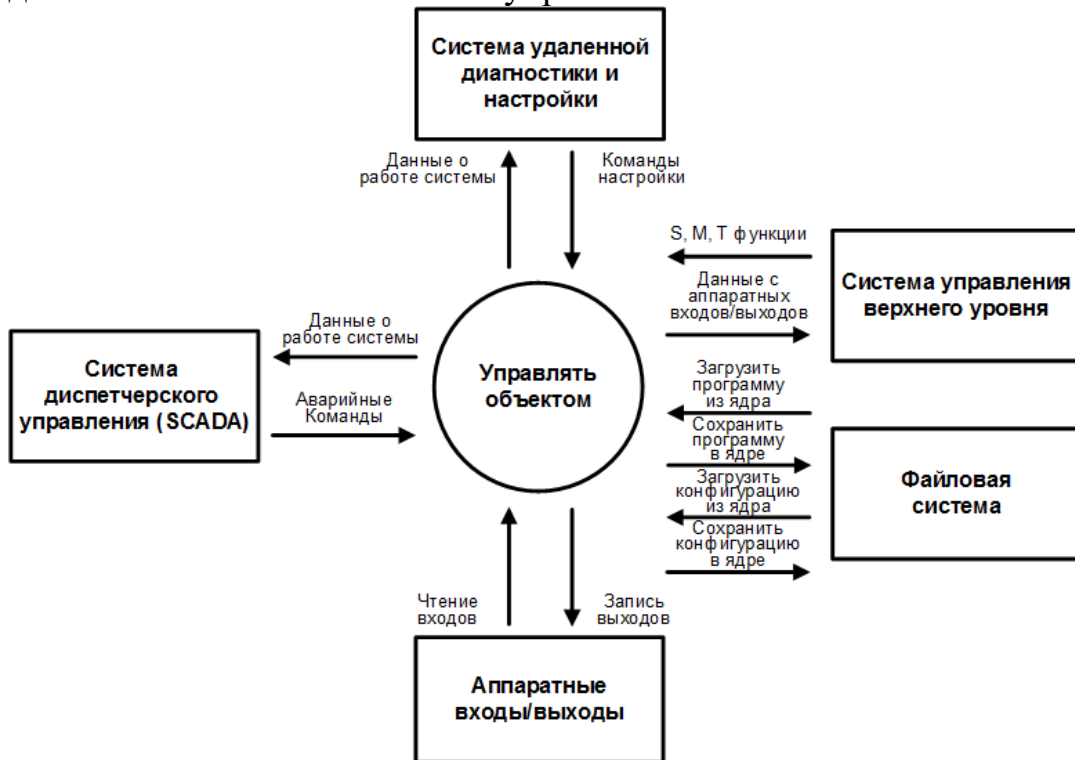 Система удаленной
диагностики и
настройки
Данные о
работе системы
Команды
настройки
S, M, T функции
Данные с
аппаратных
входов/выходов
Система управления
верхнего уровня
Данные о
работе системы
Система
диспетчерского
управления (SCADA)
Аварийные
Команды
Управлять
объектом
Загрузить
программу
из ядра
Сохранить
программу
в ядре
Загрузить
конфигурацию
из ядра
Сохранить
конфигурацию
в ядре
Файловая
система
Чтение
входов
Запись
выходов
Аппаратные
входы/выходы